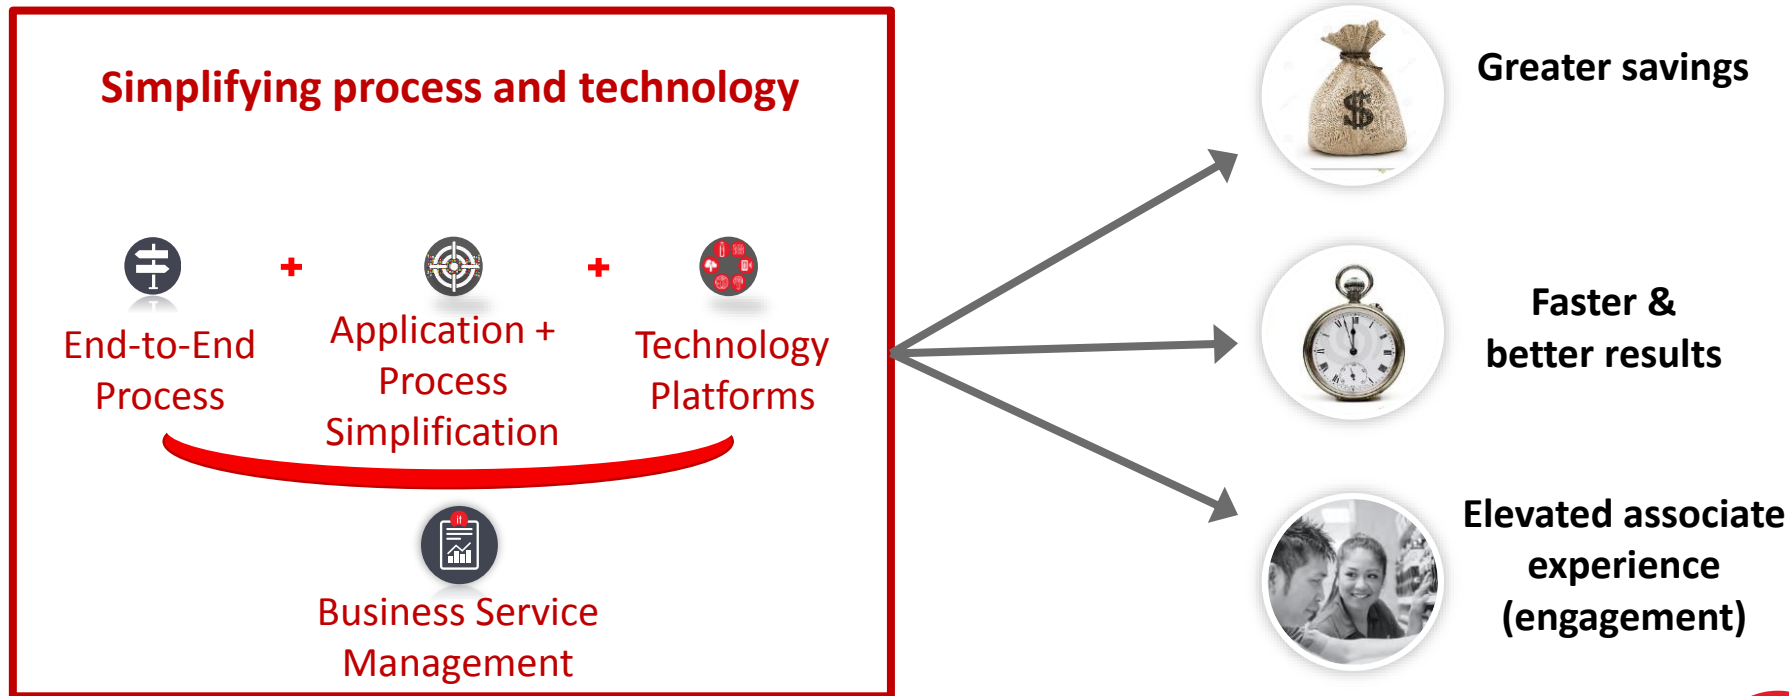 Simplifying process and technology
End-to-End
Process
+
Application +
Process
Simplification
+
Technology
Platforms
it
Business Service
Management
$
Greater savings
Faster &
better results
Elevated associate
experience
(engagement)